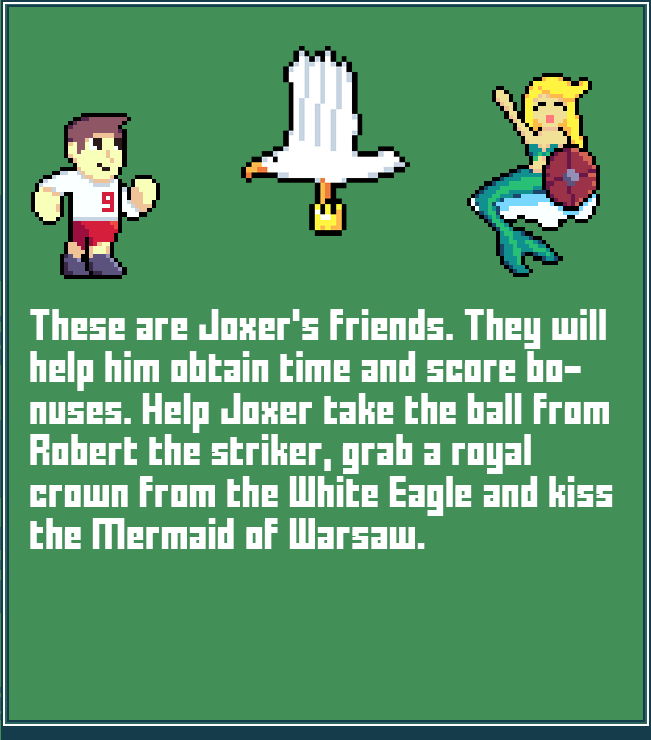 9
These are Joxer's friends. They will
help him obtain time and score bo-
nuses. Help Joxer take the ball from
Robert the striker, grab a royal
crown from the White Eagle and kiss
the Mermaid of Warsaw.